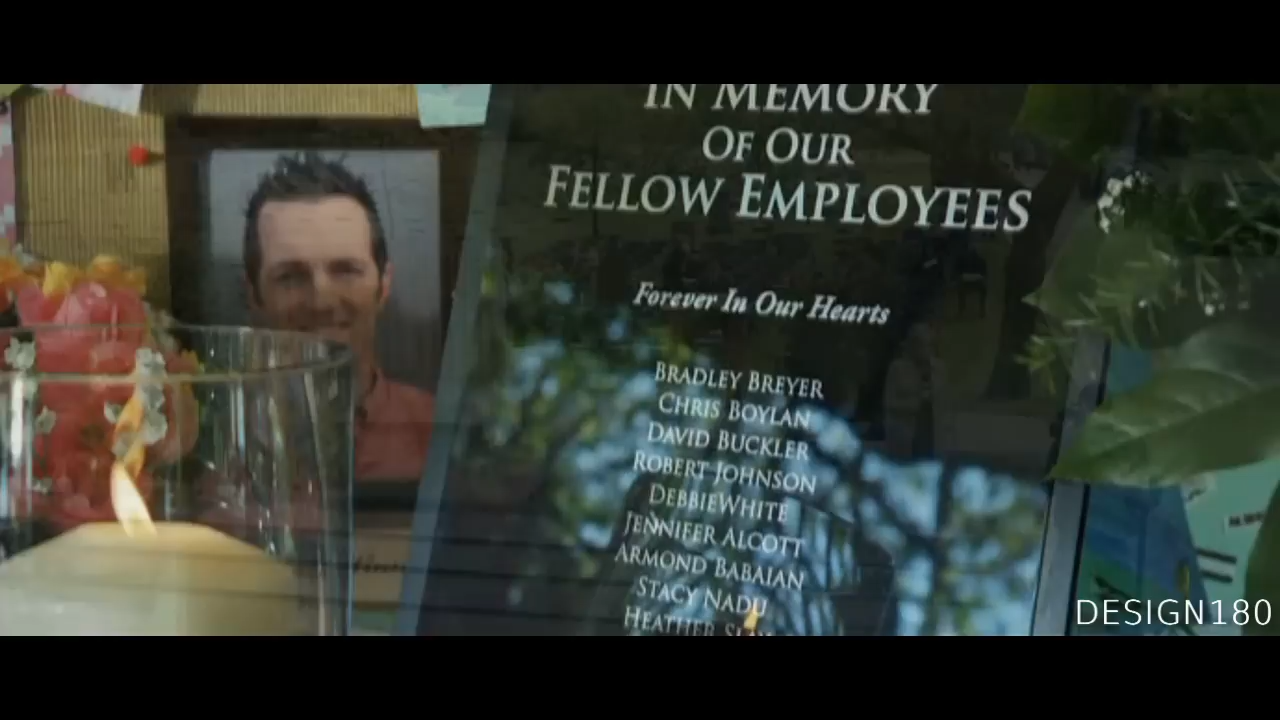 IN MEMORY
OF OUR
FELLOW EMPLOYEES
Forever In Our Hearts
BRADLEY BREYER
CHRIS BOYLAN
DAVID BUCKLER
ROBERT JOHNSON
DEBBIEWHITE
JENNIFER ALCOTT
ARMOND BABAIAN
STACY NADU
HEATHER
DESIGN180